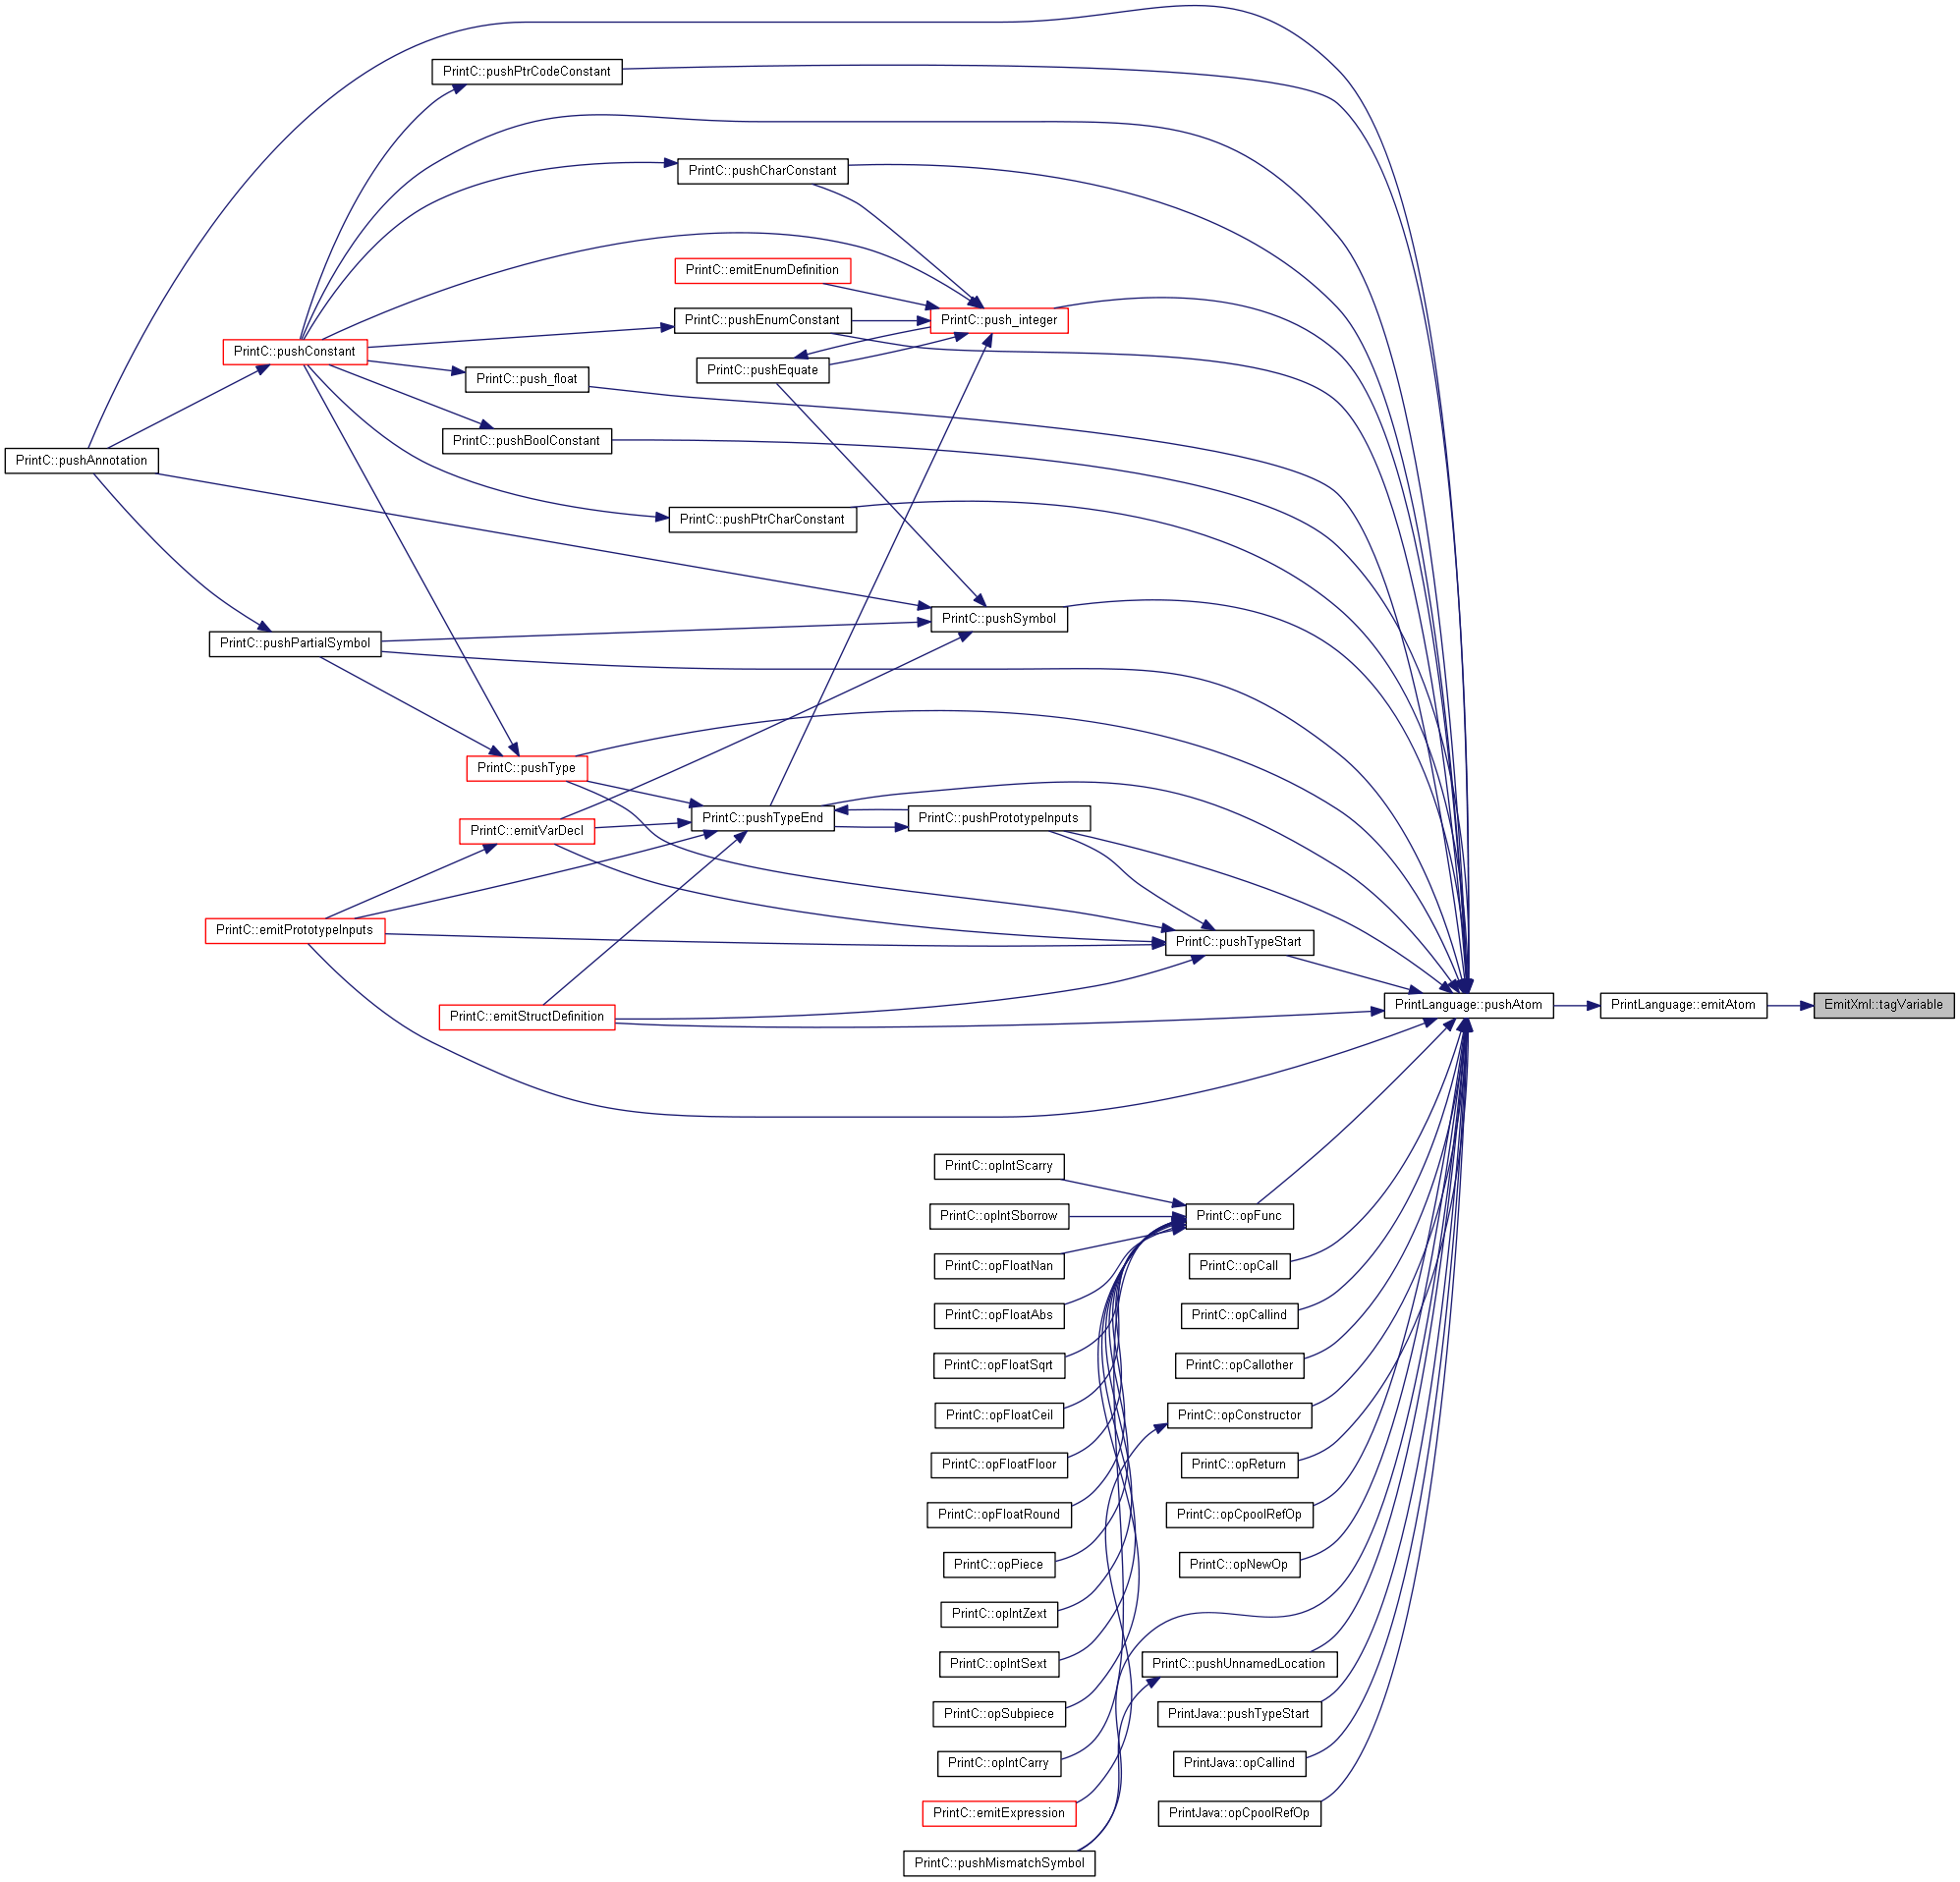 PrintC::pushPtrCodeConstant
PrintC::pushCharConstant
PrintC::emitEnumDefinition
PrintC::pushEnumConstant
PrintC::push_integer
PrintC::pushConstant
PrintC::pushEquate
PrintC::push_float
PrintC::pushBoolConstant
PrintC::pushAnnotation
PrintC::pushPtrCharConstant
PrintC::pushSymbol
PrintC::pushPartialSymbol
PrintC::pushType
PrintC::pushTypeEnd
PrintC::pushPrototypeInputs
PrintC::emitVarDecl
PrintC::emitPrototypeInputs
PrintC::pushTypeStart
PrintC::emitStructDefinition
PrintLanguage::pushAtom
PrintLanguage::emitAtom
EmitXml::tagVariable
PrintC::opIntScarry
PrintC::opIntSborrow
PrintC::opFunc
PrintC::opFloatNan
PrintC::opCall
PrintC::opFloatAbs
PrintC::opCallind
PrintC::opFloatSqrt
PrintC::opCallother
PrintC::opFloatCeil
PrintC::opConstructor
PrintC::opFloatFloor
PrintC::opReturn
PrintC::opFloatRound
PrintC::opCpoolRefOp
PrintC::opPiece
PrintC::opNewOp
PrintC::opIntZext
PrintC::opIntSext
PrintC::pushUnnamedLocation
PrintC::opSubpiece
PrintJava::pushTypeStart
PrintC::opIntCarry
PrintJava::opCallind
PrintC::emitExpression
PrintJava::opCpoolRefOp
PrintC::pushMismatchSymbol